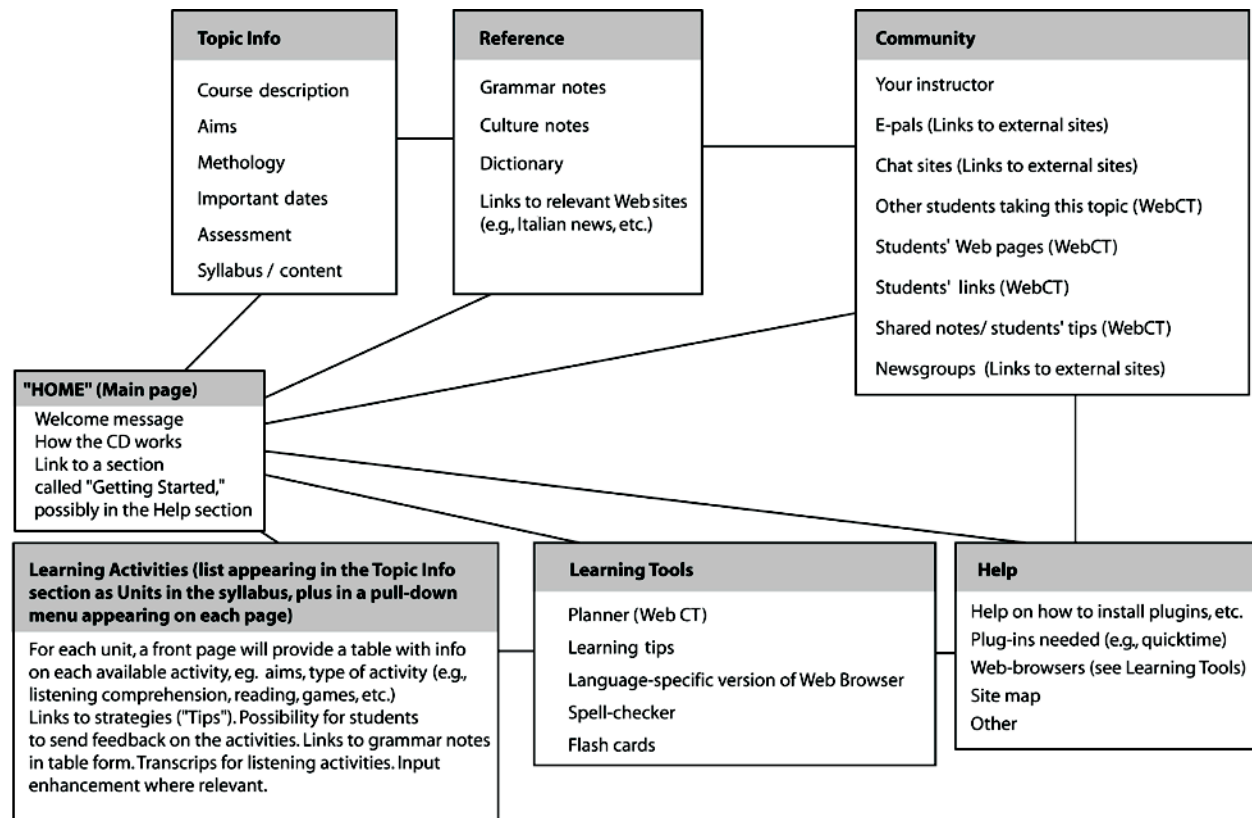 Topic Info
Course description
Aims
Methology
Important dates
Assessment
Syllabus / content
Reference
Grammar notes
Culture notes
Dictionary
Links to relevant Web sites
(e.g., Italian news, etc.)
Community
Your instructor
E-pals (Links to external sites)
Chat sites (Links to external sites)
Other students taking this topic (WebCT)
Students' Web pages (WebCT)
Students' links (WebCT)
Shared notes/ students' tips (WebCT)
Newsgroups (Links to external sites)
"HOME" (Main page)
Welcome message
How the CD works
Link to a section
called "Getting Started,"
possibly in the Help section
Learning Activities (list appearing in the Topic Info
section as Units in the syllabus, plus in a pull-down
menu appearing on each page)
For each unit, a front page will provide a table with info
on each available activity, eg. aims, type of activity (e.g.,
listening comprehension, reading, games, etc.)
Links to strategies ("Tips"). Possibility for students
to send feedback on the activities. Links to grammar notes
in table form. Transcrips for listening activities. Input
enhancement where relevant.
Learning Tools
Planner (Web CT)
Learning tips
Language-specific version of Web Browser
Spell-checker
Flash cards
Help
Help on how to install plugins, etc.
Plug-ins needed (e.g., quicktime)
Web-browsers (see Learning Tools)
Site map
Other